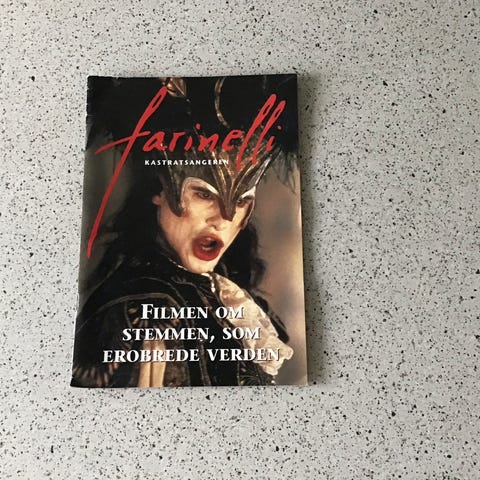 farinelli
KASTRATSANGEREN
FILMEN OM
STEMMEN, SOM
EROBREDE VERDEN